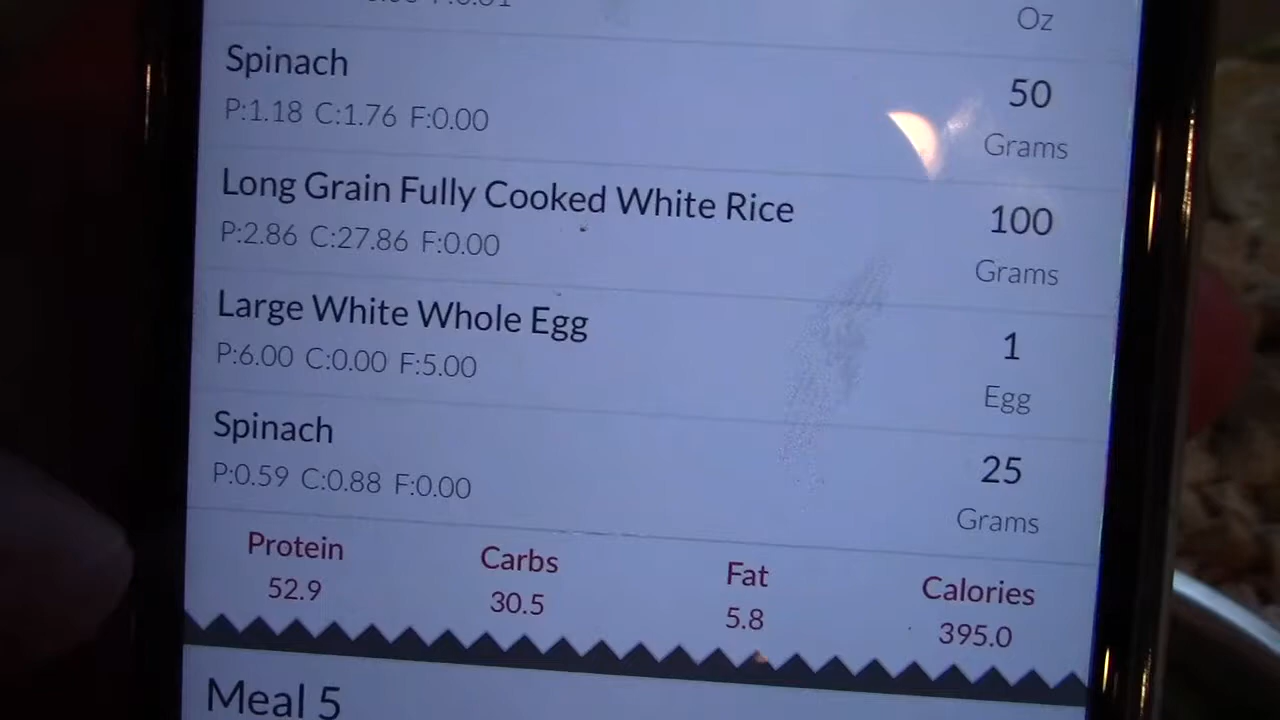 Oz
Spinach
50
P:1.18 C:1.76 F:0.00
Grams
Long Grain Fully Cooked White Rice
100
P:2.86 C:27.86 F:0.00
Grams
Large White Whole Egg
1
P:6.00 C:0.00 F:5.00
Egg
Spinach
25
P:0.59 C:0.88 F:0.00
Grams
Protein Carbs Fat Calories
52.9 30.5 5.8 395.0
Meal 5